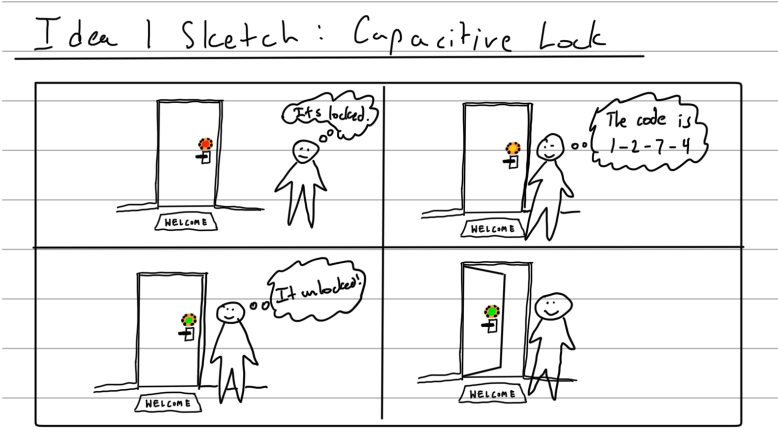 Idea 1 Sketch: Capacitive Lock
It's locked.
WELCOME
The code is
1-2-7-4
WELCOME
It unlocked!
WELCOME
WELCOME